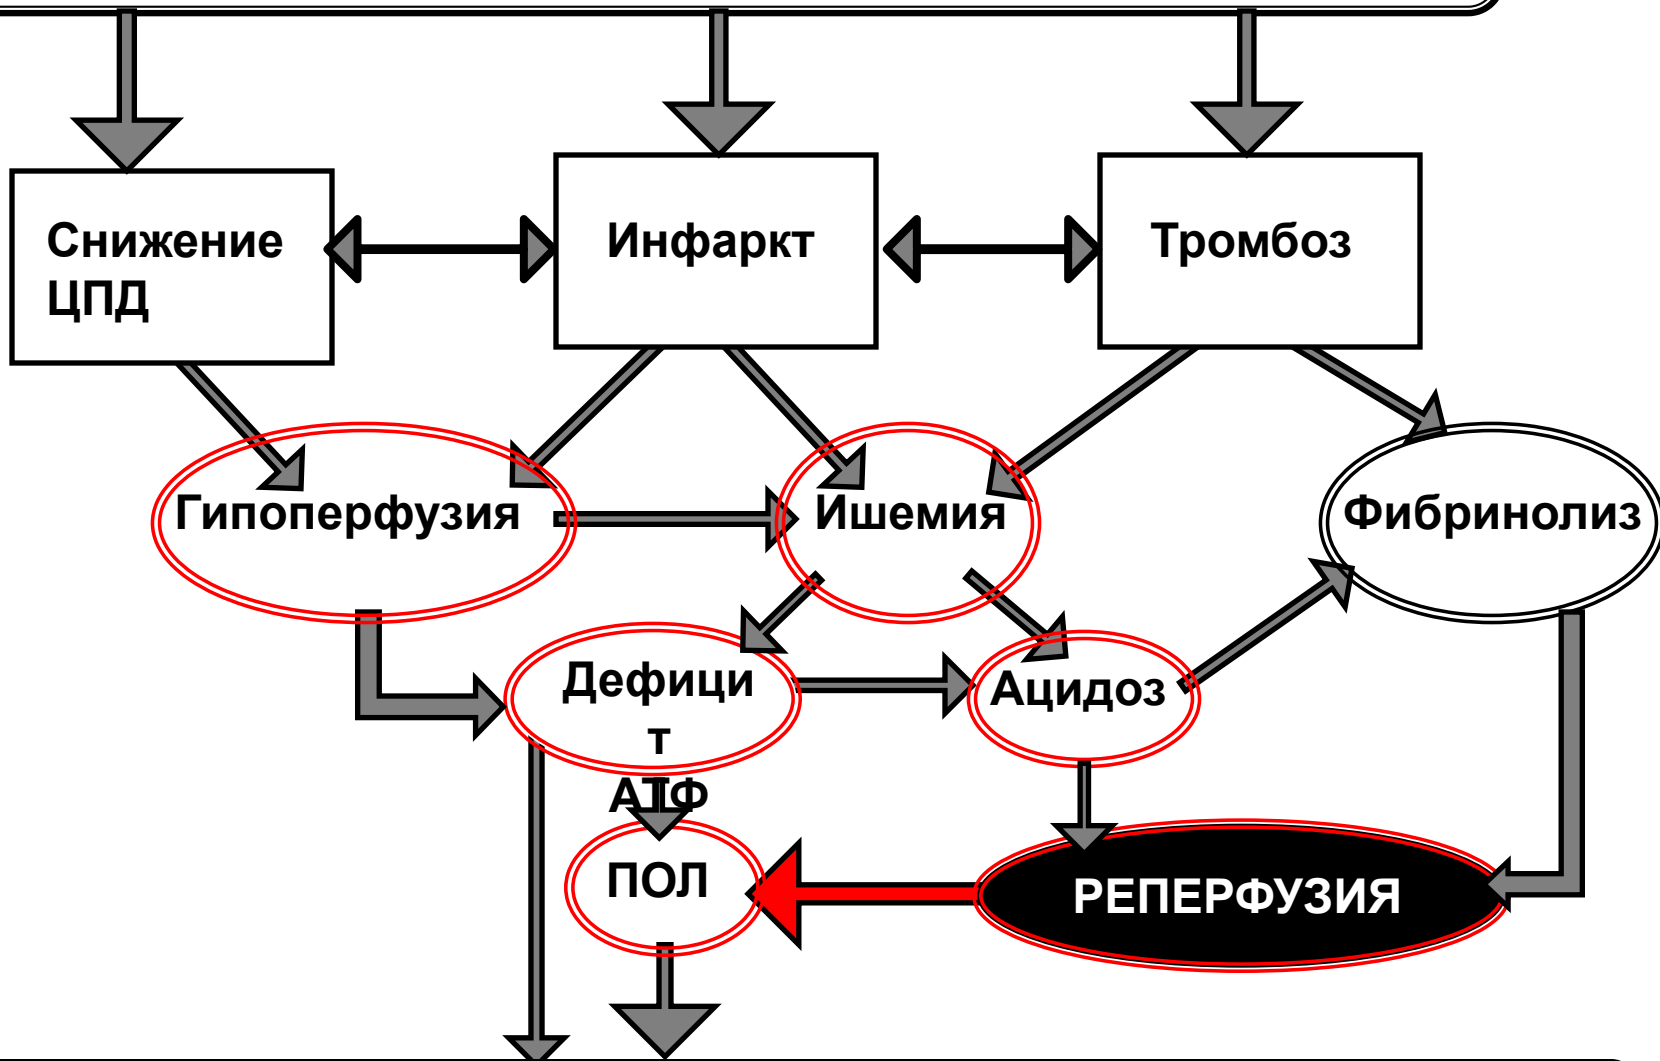 Снижение
ЦПД
Инфаркт
Тромбоз
Гипоперфузия
Ишемия
Фибринолиз
Дефици
т
АТФ
Ацидоз
ПОЛ
РЕПЕРФУЗИЯ